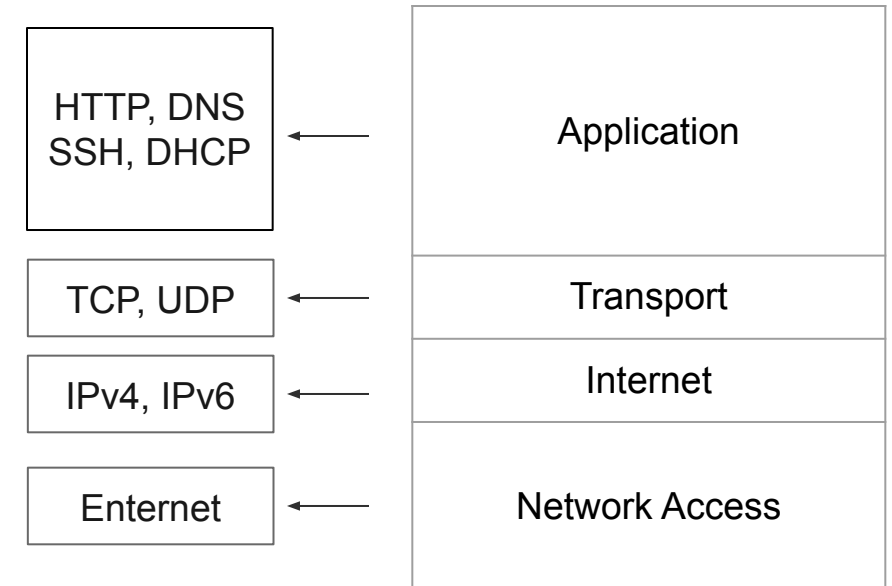 HTTP, DNS
SSH, DHCP
Application
TCP, UDP
Transport
IPv4, IPv6
Internet
Enternet
Network Access